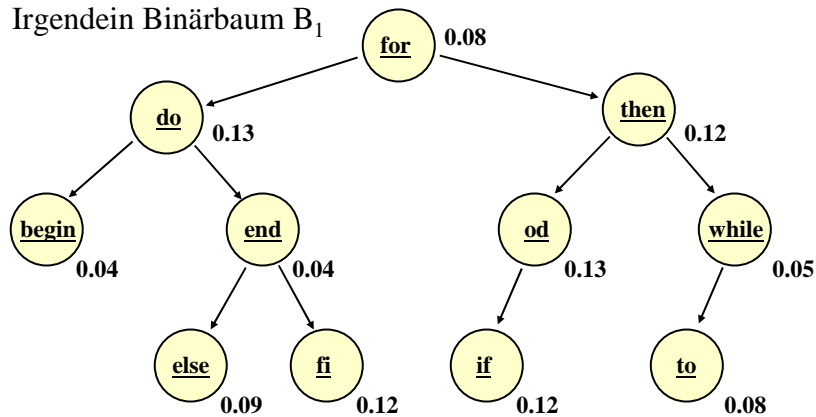 Irgendein Binärbaum B₁
for 0.08
do 0.13
then 0.12
begin 0.04
end 0.04
od 0.13
while 0.05
else 0.09
fi 0.12
if 0.12
to 0.08